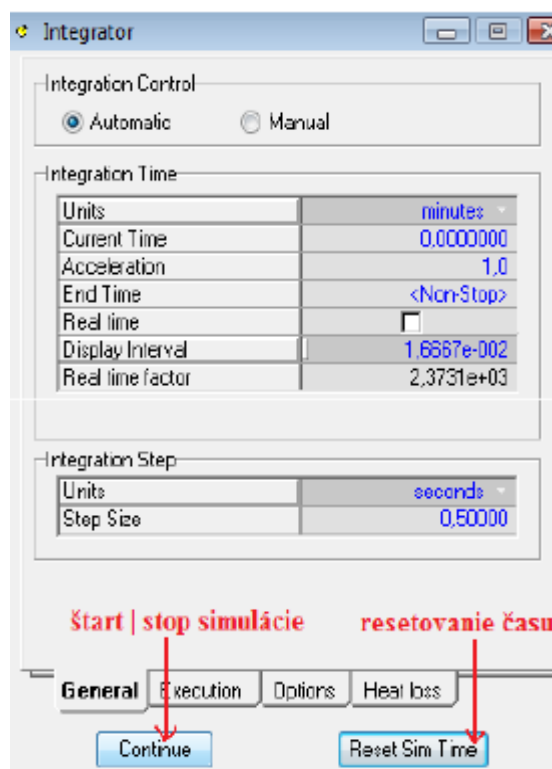 Integrator
Integration Control
Automatic Manual
Integration Time
Units minutes
Current Time 0,0000000
Acceleration 1,0
End Time <Non-Stop>
Real time
Display Interval 1,6667e-002
Real time factor 2,3731e+03
Integration Step
Units seconds
Step Size 0,50000
štart | stop simulácie resetovanie času
General Execution Options Heat loss
Continue Reset Sim Time